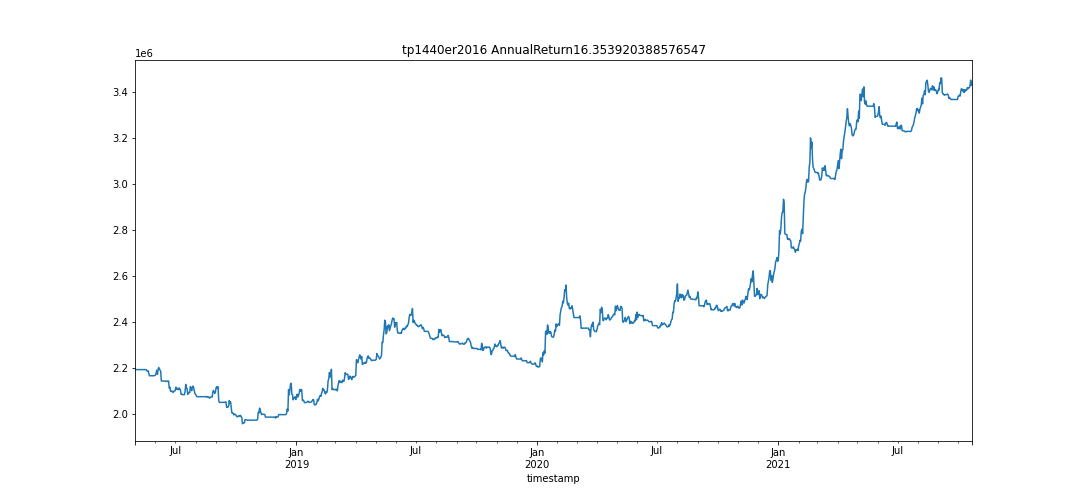 tp1440er2016 AnnualReturn16.353920388576547
1e6
3.4
3.2
3.0
2.8
2.6
2.4
2.2
2.0
Jul Jan Jul Jan Jul Jan Jul
2019 2020 2021
timestamp